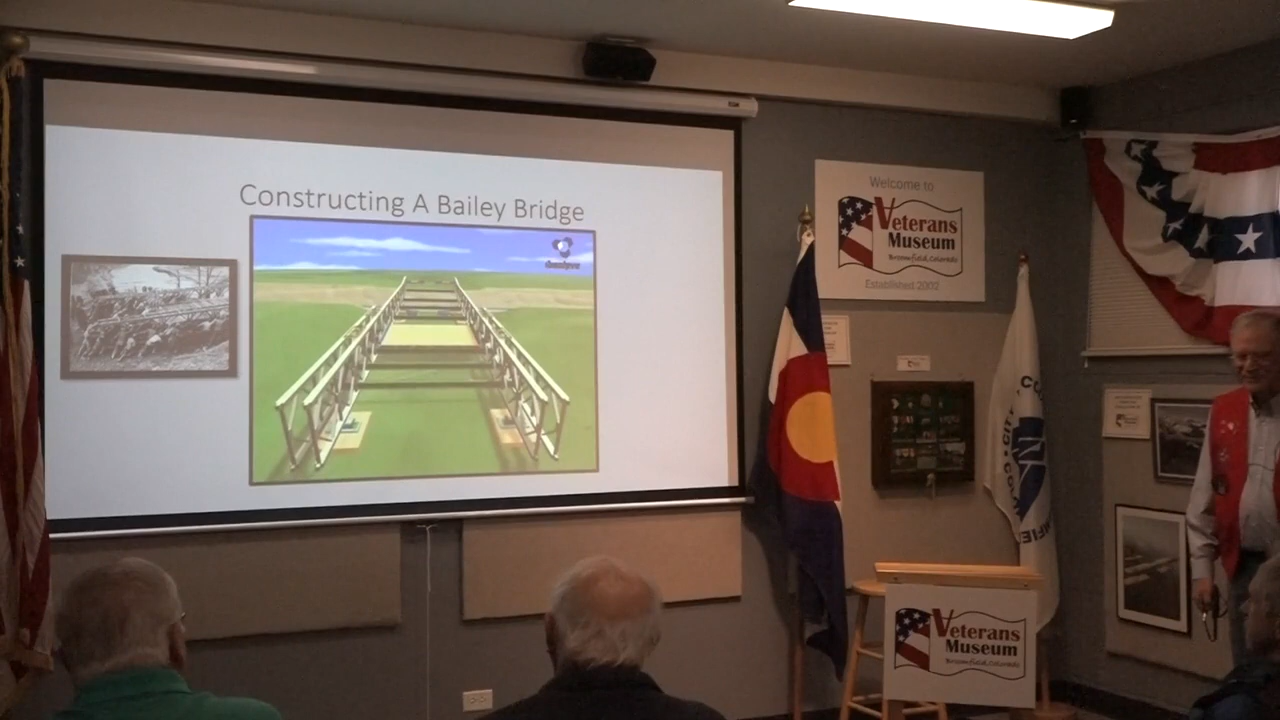 Constructing A Bailey Bridge
Welcome to
Veterans
Museum
Broomfield, Colorado
Established 2002
Veterans
Museum
Broomfield, Colorado